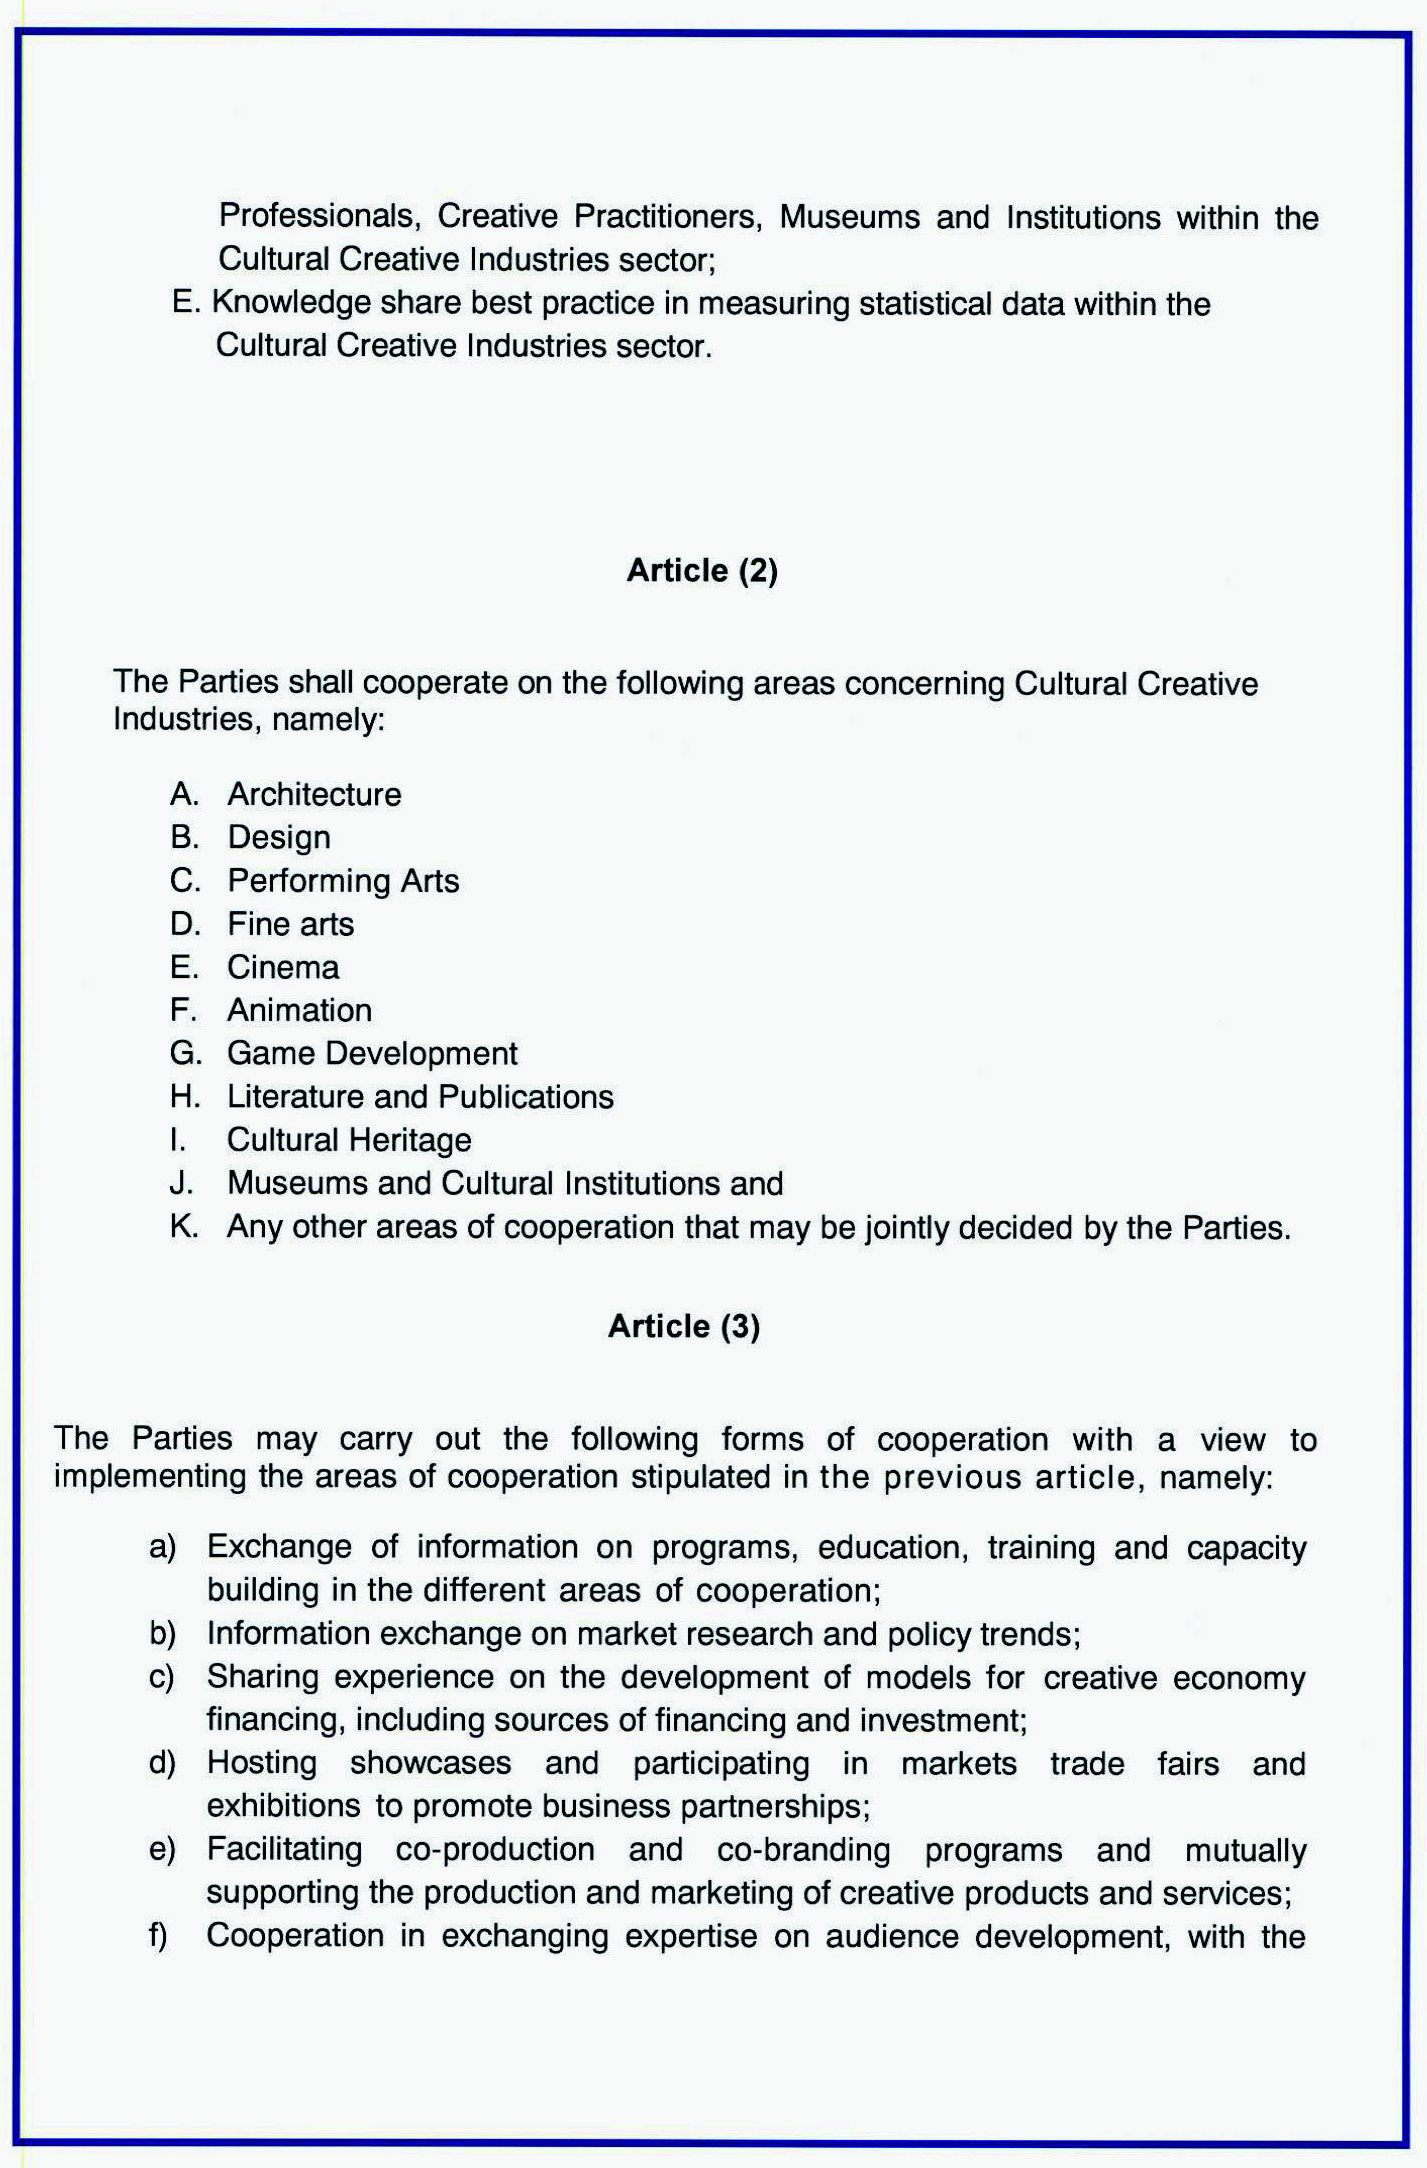 Professionals, Creative Practitioners, Museums and Institutions within the
Cultural Creative Industries sector;
E. Knowledge share best practice in measuring statistical data within the
Cultural Creative Industries sector.
Article (2)
The Parties shall cooperate on the following areas concerning Cultural Creative
Industries, namely:
A. Architecture
B. Design
C. Performing Arts
D. Fine arts
E. Cinema
F. Animation
G. Game Development
H. Literature and Publications
I. Cultural Heritage
J. Museums and Cultural Institutions and
K. Any other areas of cooperation that may be jointly decided by the Parties.
Article (3)
The Parties may carry out the following forms of cooperation with a view to
implementing the areas of cooperation stipulated in the previous article, namely:
a) Exchange of information on programs, education, training and capacity
building in the different areas of cooperation;
b) Information exchange on market research and policy trends;
c) Sharing experience on the development of models for creative economy
financing, including sources of financing and investment;
d) Hosting showcases and participating in markets trade fairs and
exhibitions to promote business partnerships;
e) Facilitating co-production and co-branding programs and mutually
supporting the production and marketing of creative products and services;
f) Cooperation in exchanging expertise on audience development, with the